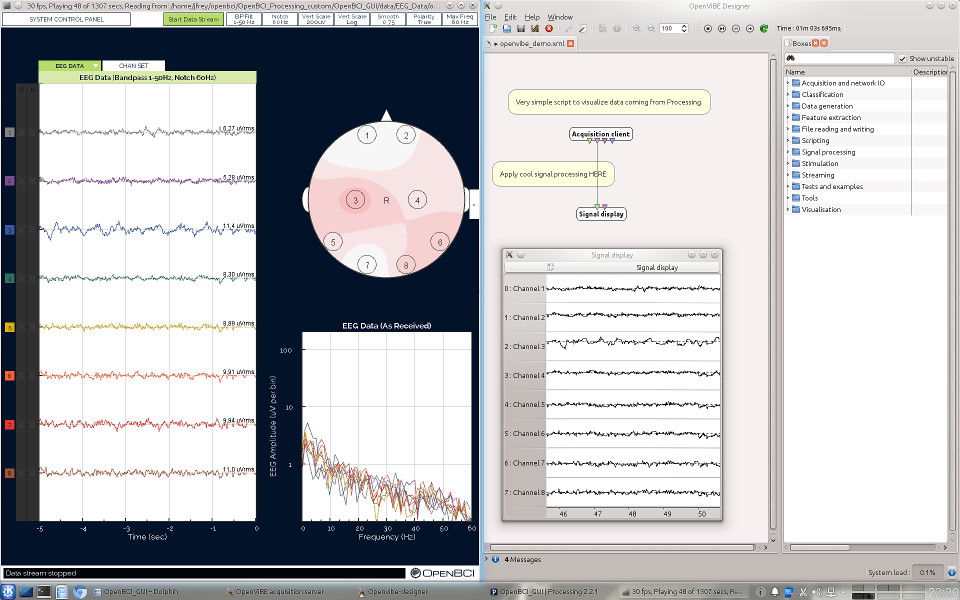 30 fps, Playing 48 of 1307 secs, Reading from: /home/jfrey/openbci/OpenBCI_Processing_custom/OpenBCI_GUI/data/EEG_Data/o...
SYSTEM CONTROL PANEL
Start Data Stream
BP Filt
1-50 Hz
Notch
60 Hz
Vert Scale
200uV
Vert Scale
Log
Smooth
0.75
Polarity
True
Max Freq
60 Hz
EEG DATA
CHAN SET
EEG Data (Bandpass 1-50Hz, Notch 60Hz)
1
6.27 uVrms
5.28 uVrms
3
11.4 uVrms
8.30 uVrms
5
8.89 uVrms
6
9.91 uVrms
7
9.94 uVrms
8
11.0 uVrms
-5
-4
-3
-2
-1
0
Time (sec)
1
2
3
R
4
5
6
7
8
<
EEG Data (As Received)
100
10
1
EEG Amplitude (uV per bin)
0
10
20
30
40
50
60
Frequency (Hz)
Data stream stopped
OpenBCI
OpenViBE Designer
File Edit Help Window
100
Time : 01m 03s 695ms
openvibe_demo.xml
Very simple script to visualize data coming from Processing.
Acquisition client
Apply cool signal processing HERE
Signal display
Signal display
Signal display
0 : Channel 1
1 : Channel 2
2 : Channel 3
3 : Channel 4
4 : Channel 5
5 : Channel 6
6 : Channel 7
7 : Channel 8
46
47
48
49
50
Boxes
Show unstable
Name
Descriptio
Acquisition and network IO
Classification
Data generation
Feature extraction
File reading and writing
Scripting
Signal processing
Stimulation
Streaming
Tests and examples
Tools
Visualisation
4 Messages
System load :
0.1%
OpenBCI_GUI – Dolphin
OpenViBE acquisition server
openvibe-designer
OpenBCI_GUI | Processing 2.2.1
30 fps, Playing 48 of 1307 secs, Re...